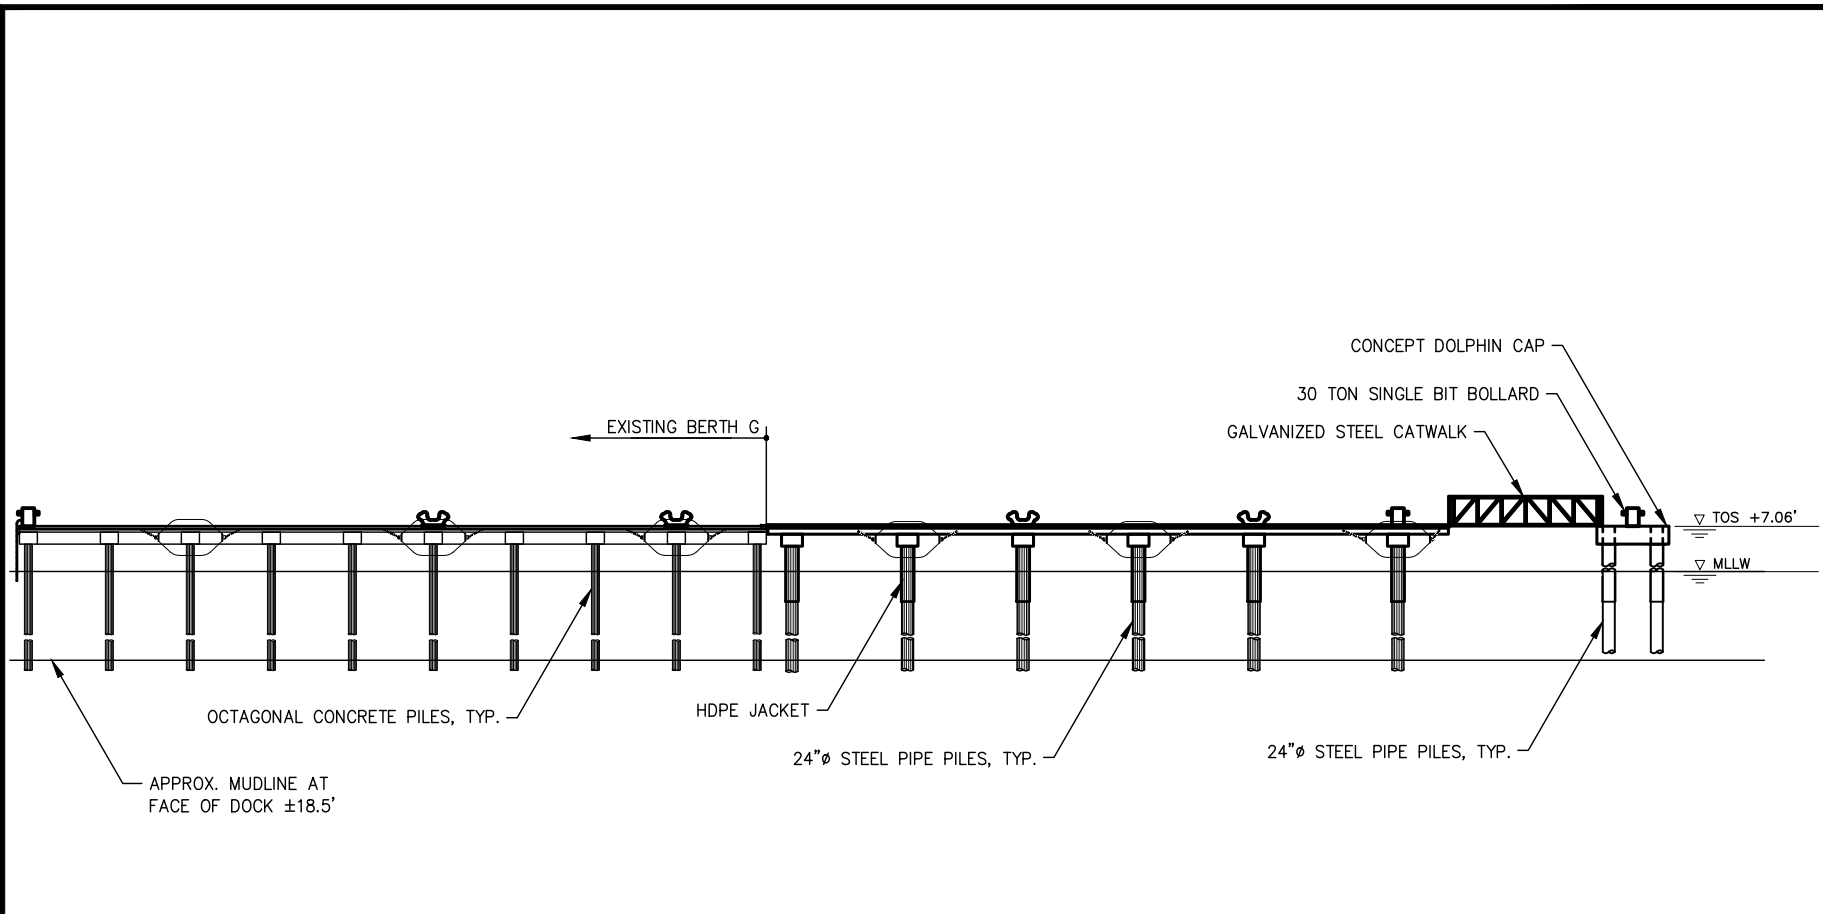 CONCEPT DOLPHIN CAP
30 TON SINGLE BIT BOLLARD
EXISTING BERTH G
GALVANIZED STEEL CATWALK
TOS +7.06'
MLLW
OCTAGONAL CONCRETE PILES, TYP.
HDPE JACKET
24"ø STEEL PIPE PILES, TYP.
24"ø STEEL PIPE PILES, TYP.
APPROX. MUDLINE AT
FACE OF DOCK ±18.5'